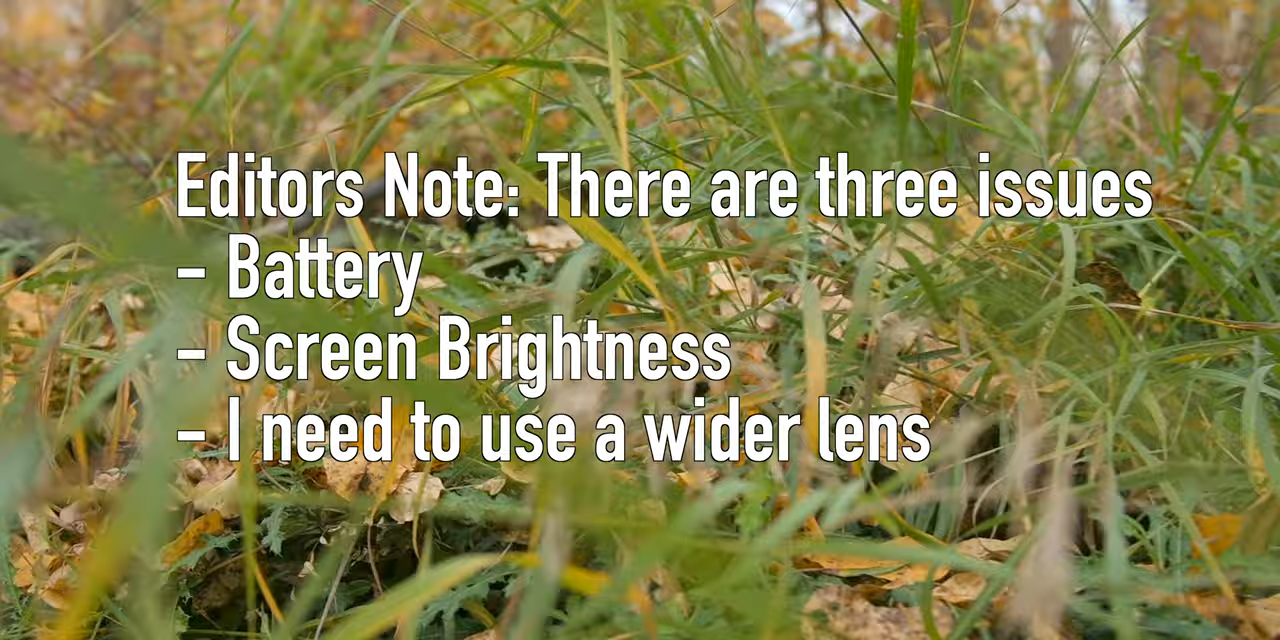 Editors Note: There are three issues
– Battery
– Screen Brightness
– I need to use a wider lens